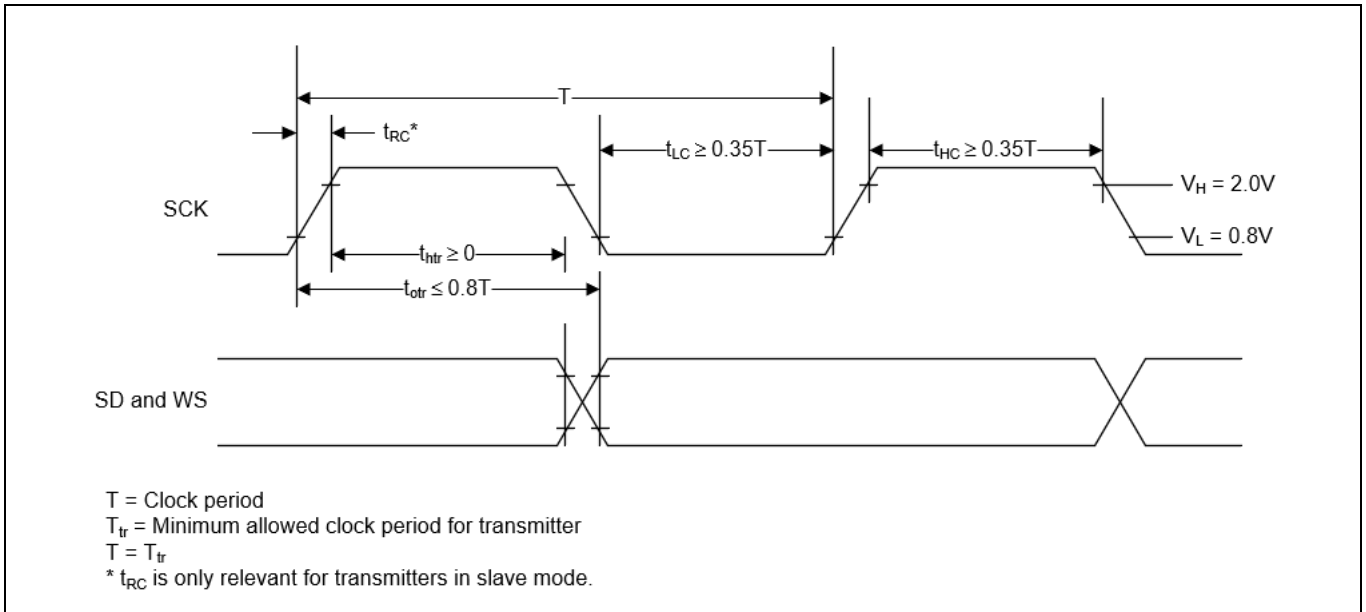 T
tRC*
tLC ≥ 0.35T
tHC ≥ 0.35T
SCK
VH = 2.0V
VL = 0.8V
thtr ≥ 0
totr ≤ 0.8T
SD and WS
T = Clock period
Ttr = Minimum allowed clock period for transmitter
T = Ttr
* tRC is only relevant for transmitters in slave mode.